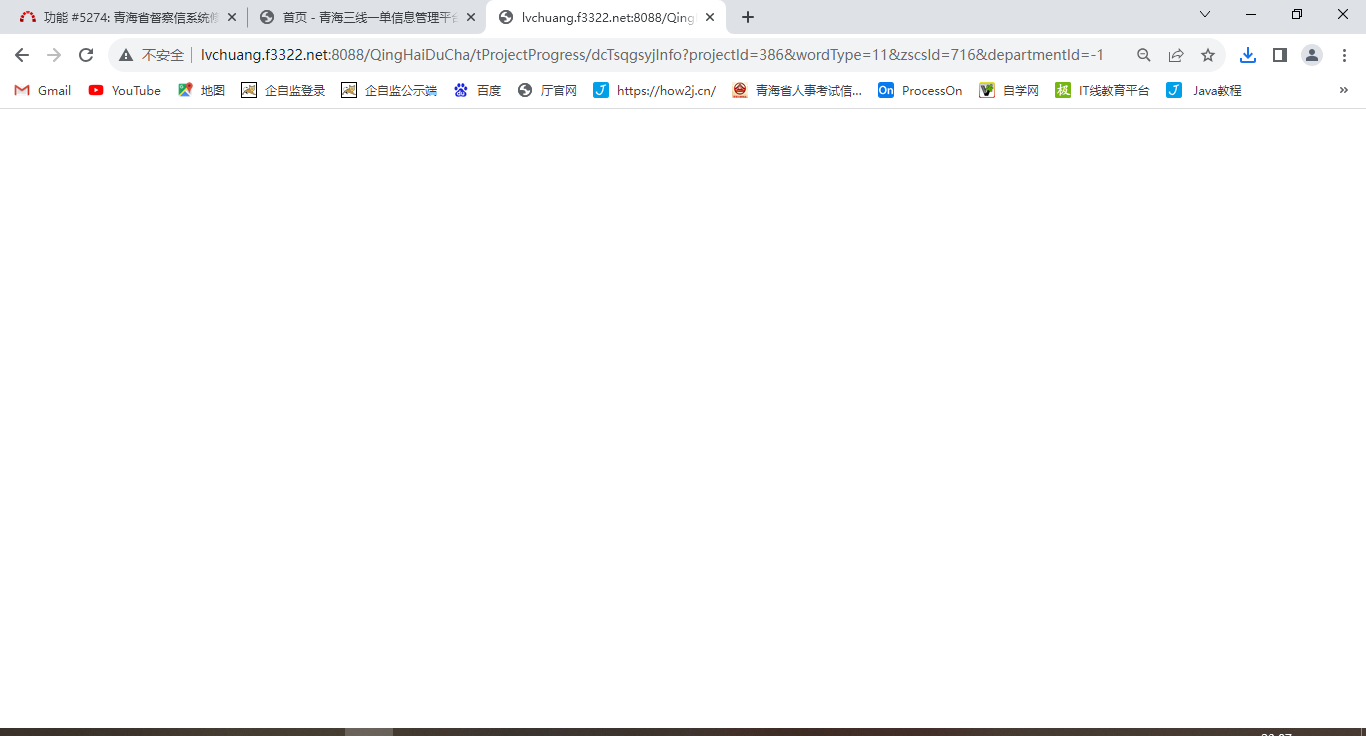 功能 #5274: 青海省督察信系统修
首页 - 青海三线一单信息管理平台
lvchuang.f3322.net:8088/Qing
不安全
lvchuang.f3322.net:8088/QingHaiDuCha/tProjectProgress/dcTsqgsyjInfo?projectId=386&wordType=11&zscsId=716&departmentId=-1
Gmail
YouTube
地图
企自监登录
企自监公示端
百度
厅官网
https://how2j.cn/
青海省人事考试信...
On ProcessOn
自学网
极 IT线教育平台
Java教程
»